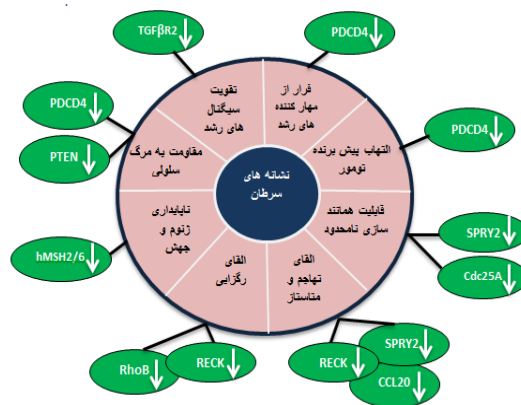 TGFβR2
PDCD4
تقویت
سیگنال
های رشد
فرار از
مهار کننده
های رشد
PDCD4
PTEN
مقاومت به مرگ
سلولی
التهاب پیش برنده
تومور
PDCD4
نشانه های
سرطان
hMSH2/6
ناپایداری
ژنوم و
جهش
قابلیت همانند
سازی نامحدود
SPRY2
Cdc25A
القای
رگزایی
القای
تهاجم و
متاستاز
RhoB
RECK
RECK
SPRY2
CCL20